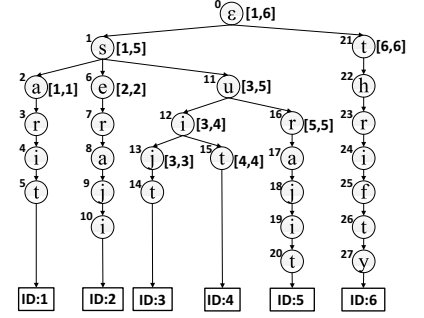 0 ε [1,6]
1 s [1,5] 21 t [6,6]
2 a [1,1] 6 e [2,2] 11 u [3,5] 22 h
3 r 7 r 12 i [3,4] 16 r [5,5] 23 r
4 i 8 a 13 j [3,3] 15 t [4,4] 17 a 24 i
5 t 9 j 14 t 18 j 25 f
10 i 19 i 26 t
20 t 27 y
ID:1 ID:2 ID:3 ID:4 ID:5 ID:6